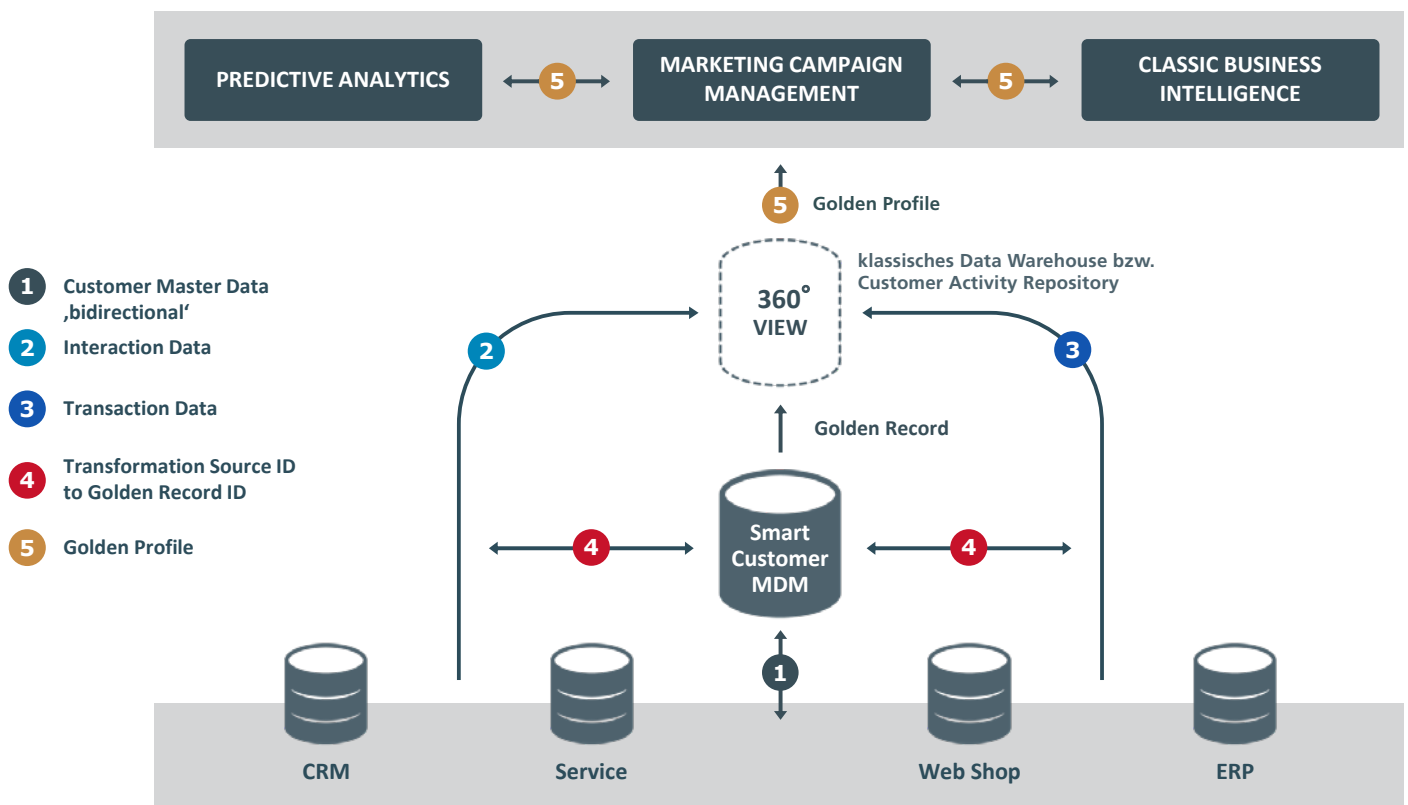 PREDICTIVE ANALYTICS
5
MARKETING CAMPAIGN
MANAGEMENT
5
CLASSIC BUSINESS
INTELLIGENCE
5
Golden Profile
klassisches Data Warehouse bzw.
Customer Activity Repository
360°
VIEW
1
Customer Master Data
‚bidirectional‘
2
Interaction Data
3
Transaction Data
4
Transformation Source ID
to Golden Record ID
5
Golden Profile
2
3
Golden Record
4
Smart
Customer
MDM
4
1
CRM
Service
Web Shop
ERP